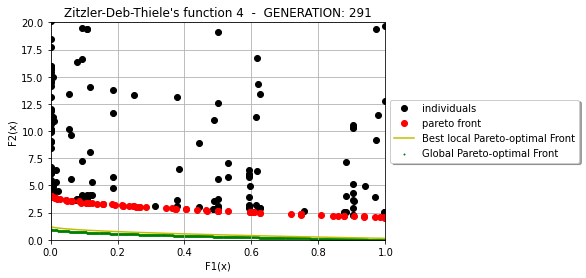 Zitzler-Deb-Thiele's function 4 - GENERATION: 291
20.0
17.5
15.0
12.5
10.0
7.5
5.0
2.5
0.0
F2(x)
0.0 0.2 0.4 0.6 0.8 1.0
F1(x)
individuals
pareto front
Best local Pareto-optimal Front
Global Pareto-optimal Front